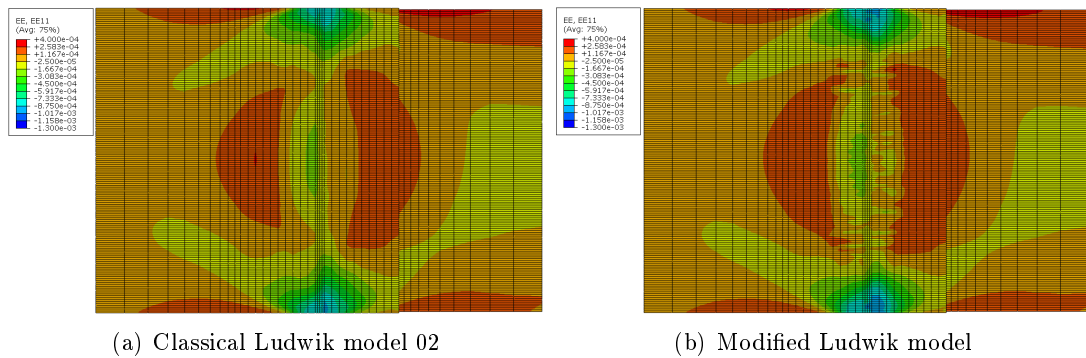 EE, EE11
(Avg: 75%)
+4.000e-04
+2.583e-04
+1.167e-04
-2.500e-05
-1.667e-04
-3.083e-04
-4.500e-04
-5.917e-04
-7.333e-04
-8.750e-04
-1.017e-03
-1.158e-03
-1.300e-03
(a) Classical Ludwik model 02
EE, EE11
(Avg: 75%)
+4.000e-04
+2.583e-04
+1.167e-04
-2.500e-05
-1.667e-04
-3.083e-04
-4.500e-04
-5.917e-04
-7.333e-04
-8.750e-04
-1.017e-03
-1.158e-03
-1.300e-03
(b) Modified Ludwik model